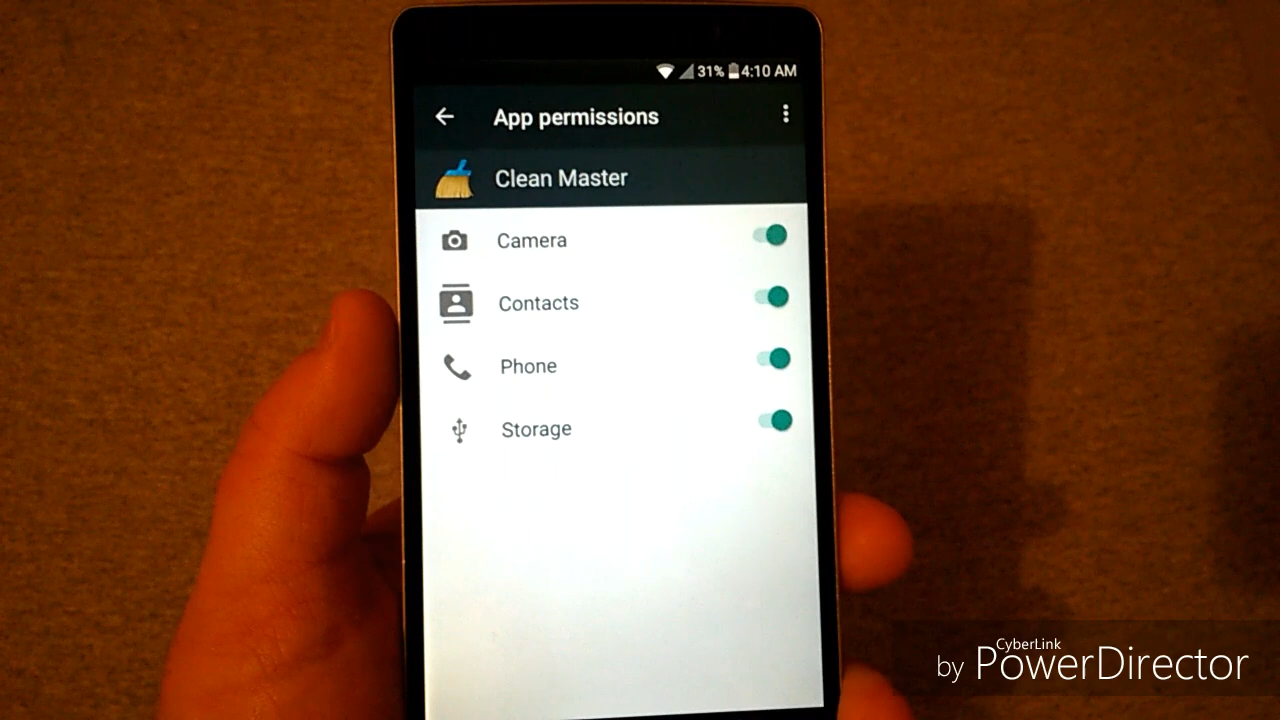 31% 4:10 AM
App permissions
Clean Master
Camera
Contacts
Phone
Storage
CyberLink
by PowerDirector